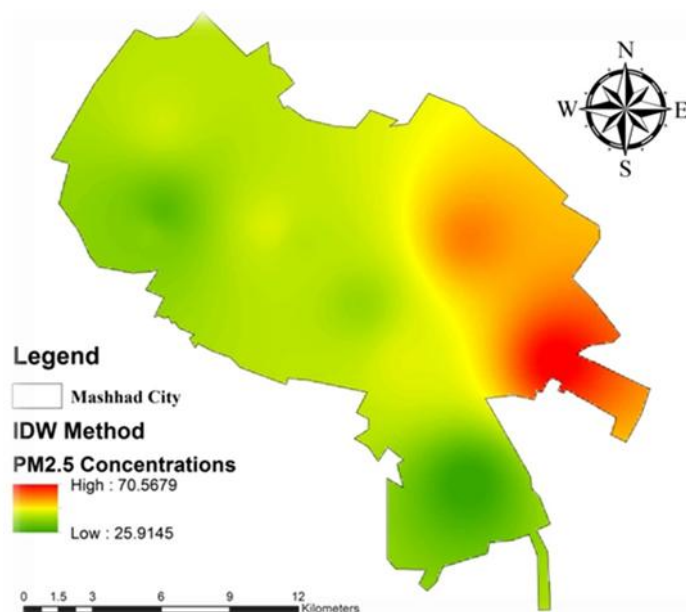 N
W E
S
Legend
Mashhad City
IDW Method
PM2.5 Concentrations
High : 70.5679
Low : 25.9145
0 1.5 3 6 9 12
Kilometers